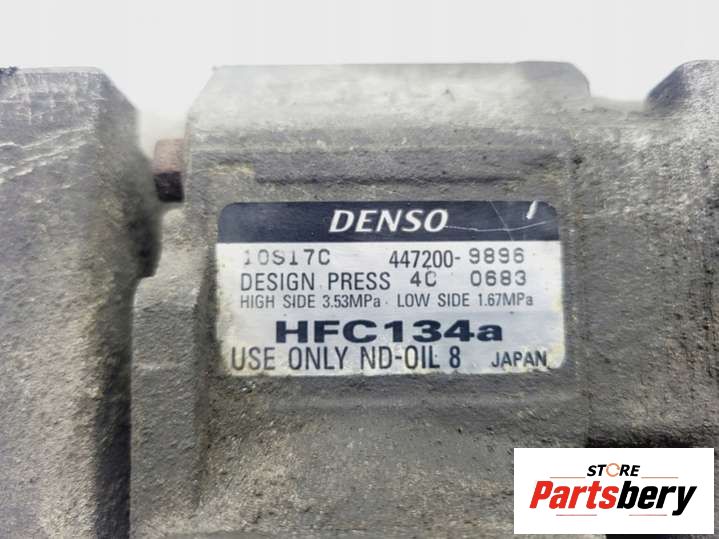 DENSO
10S17C 447200-9896
DESIGN PRESS 4C 0683
HIGH SIDE 3.53MPa · LOW SIDE 1.67MPa
HFC134a
USE ONLY ND-OIL 8 JAPAN
STORE
Partsbery